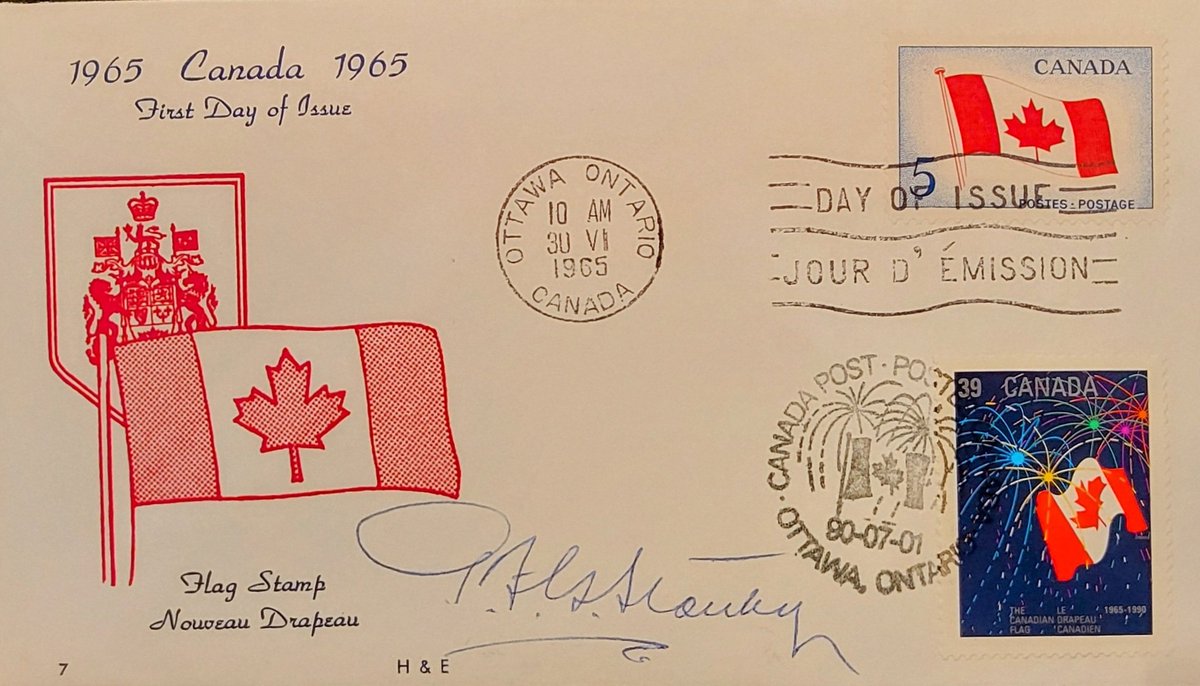 1965 Canada 1965
First Day of Issue
CANADA
5
POSTES - POSTAGE
OTTAWA ONTARIO
10 AM
30 VI
1965
CANADA
DAY OF ISSUE
JOUR D' ÉMISSION
39 CANADA
THE CANADIAN FLAG
LE DRAPEAU CANADIEN
1965-1990
CANADA POST
90-07-01
OTTAWA, ONTARIO
Flag Stamp
Nouveau Drapeau
G.F.G. Stanley
7
H & E